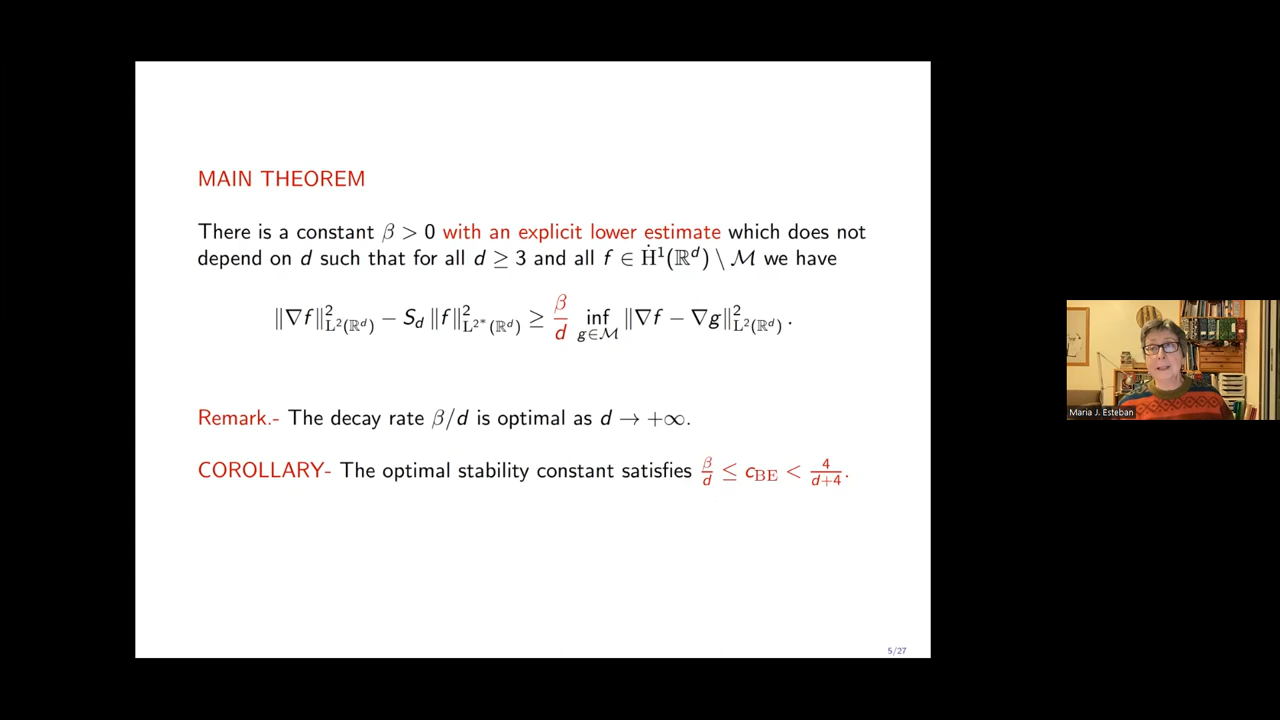 MAIN THEOREM
There is a constant β > 0 with an explicit lower estimate which does not
depend on d such that for all d ≥ 3 and all f ∈ Ḣ¹(ℝᵈ) \ ℳ we have
‖∇f‖²_{L²(ℝᵈ)} − S_d ‖f‖²_{L^{2*}(ℝᵈ)} ≥ β/d inf_{g∈ℳ} ‖∇f − ∇g‖²_{L²(ℝᵈ)} .
Remark.- The decay rate β/d is optimal as d → +∞.
COROLLARY- The optimal stability constant satisfies β/d ≤ c_BE < 4/(d+4).
5/27
Maria J. Esteban